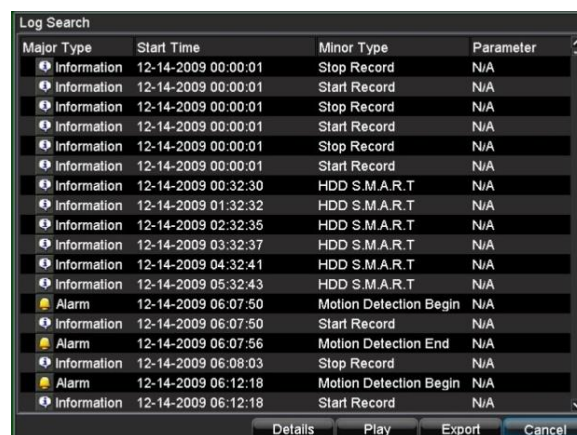 Log Search
Major Type Start Time Minor Type Parameter
Information 12-14-2009 00:00:01 Stop Record N/A
Information 12-14-2009 00:00:01 Start Record N/A
Information 12-14-2009 00:00:01 Stop Record N/A
Information 12-14-2009 00:00:01 Start Record N/A
Information 12-14-2009 00:00:01 Stop Record N/A
Information 12-14-2009 00:00:01 Start Record N/A
Information 12-14-2009 00:32:30 HDD S.M.A.R.T N/A
Information 12-14-2009 01:32:32 HDD S.M.A.R.T N/A
Information 12-14-2009 02:32:35 HDD S.M.A.R.T N/A
Information 12-14-2009 03:32:37 HDD S.M.A.R.T N/A
Information 12-14-2009 04:32:41 HDD S.M.A.R.T N/A
Information 12-14-2009 05:32:43 HDD S.M.A.R.T N/A
Alarm 12-14-2009 06:07:50 Motion Detection Begin N/A
Information 12-14-2009 06:07:50 Start Record N/A
Alarm 12-14-2009 06:07:56 Motion Detection End N/A
Information 12-14-2009 06:08:03 Stop Record N/A
Alarm 12-14-2009 06:12:18 Motion Detection Begin N/A
Information 12-14-2009 06:12:18 Start Record N/A
Details Play Export Cancel